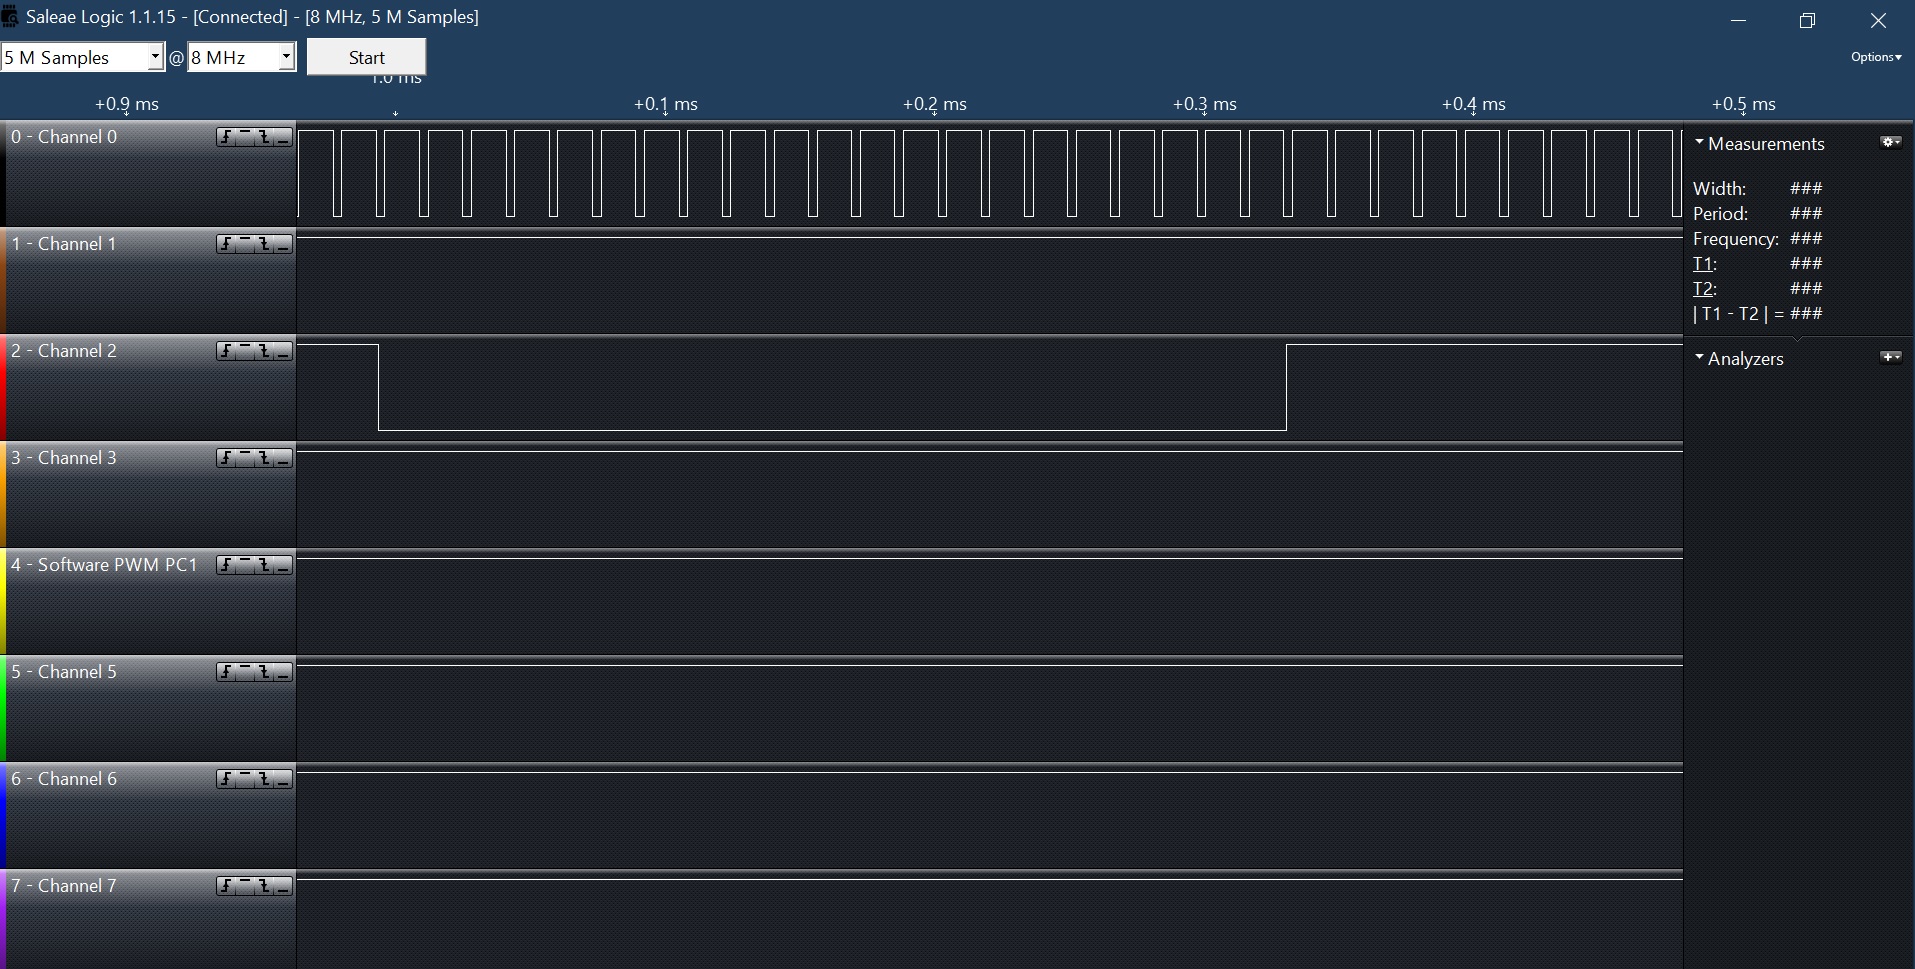 Saleae Logic 1.1.15 - [Connected] - [8 MHz, 5 M Samples]
5 M Samples @ 8 MHz Start Options
1.0 ms
+0.9 ms +0.1 ms +0.2 ms +0.3 ms +0.4 ms +0.5 ms
0 - Channel 0
1 - Channel 1
2 - Channel 2
3 - Channel 3
4 - Software PWM PC1
5 - Channel 5
6 - Channel 6
7 - Channel 7
Measurements
Width: ###
Period: ###
Frequency: ###
T1: ###
T2: ###
| T1 - T2 | = ###
Analyzers